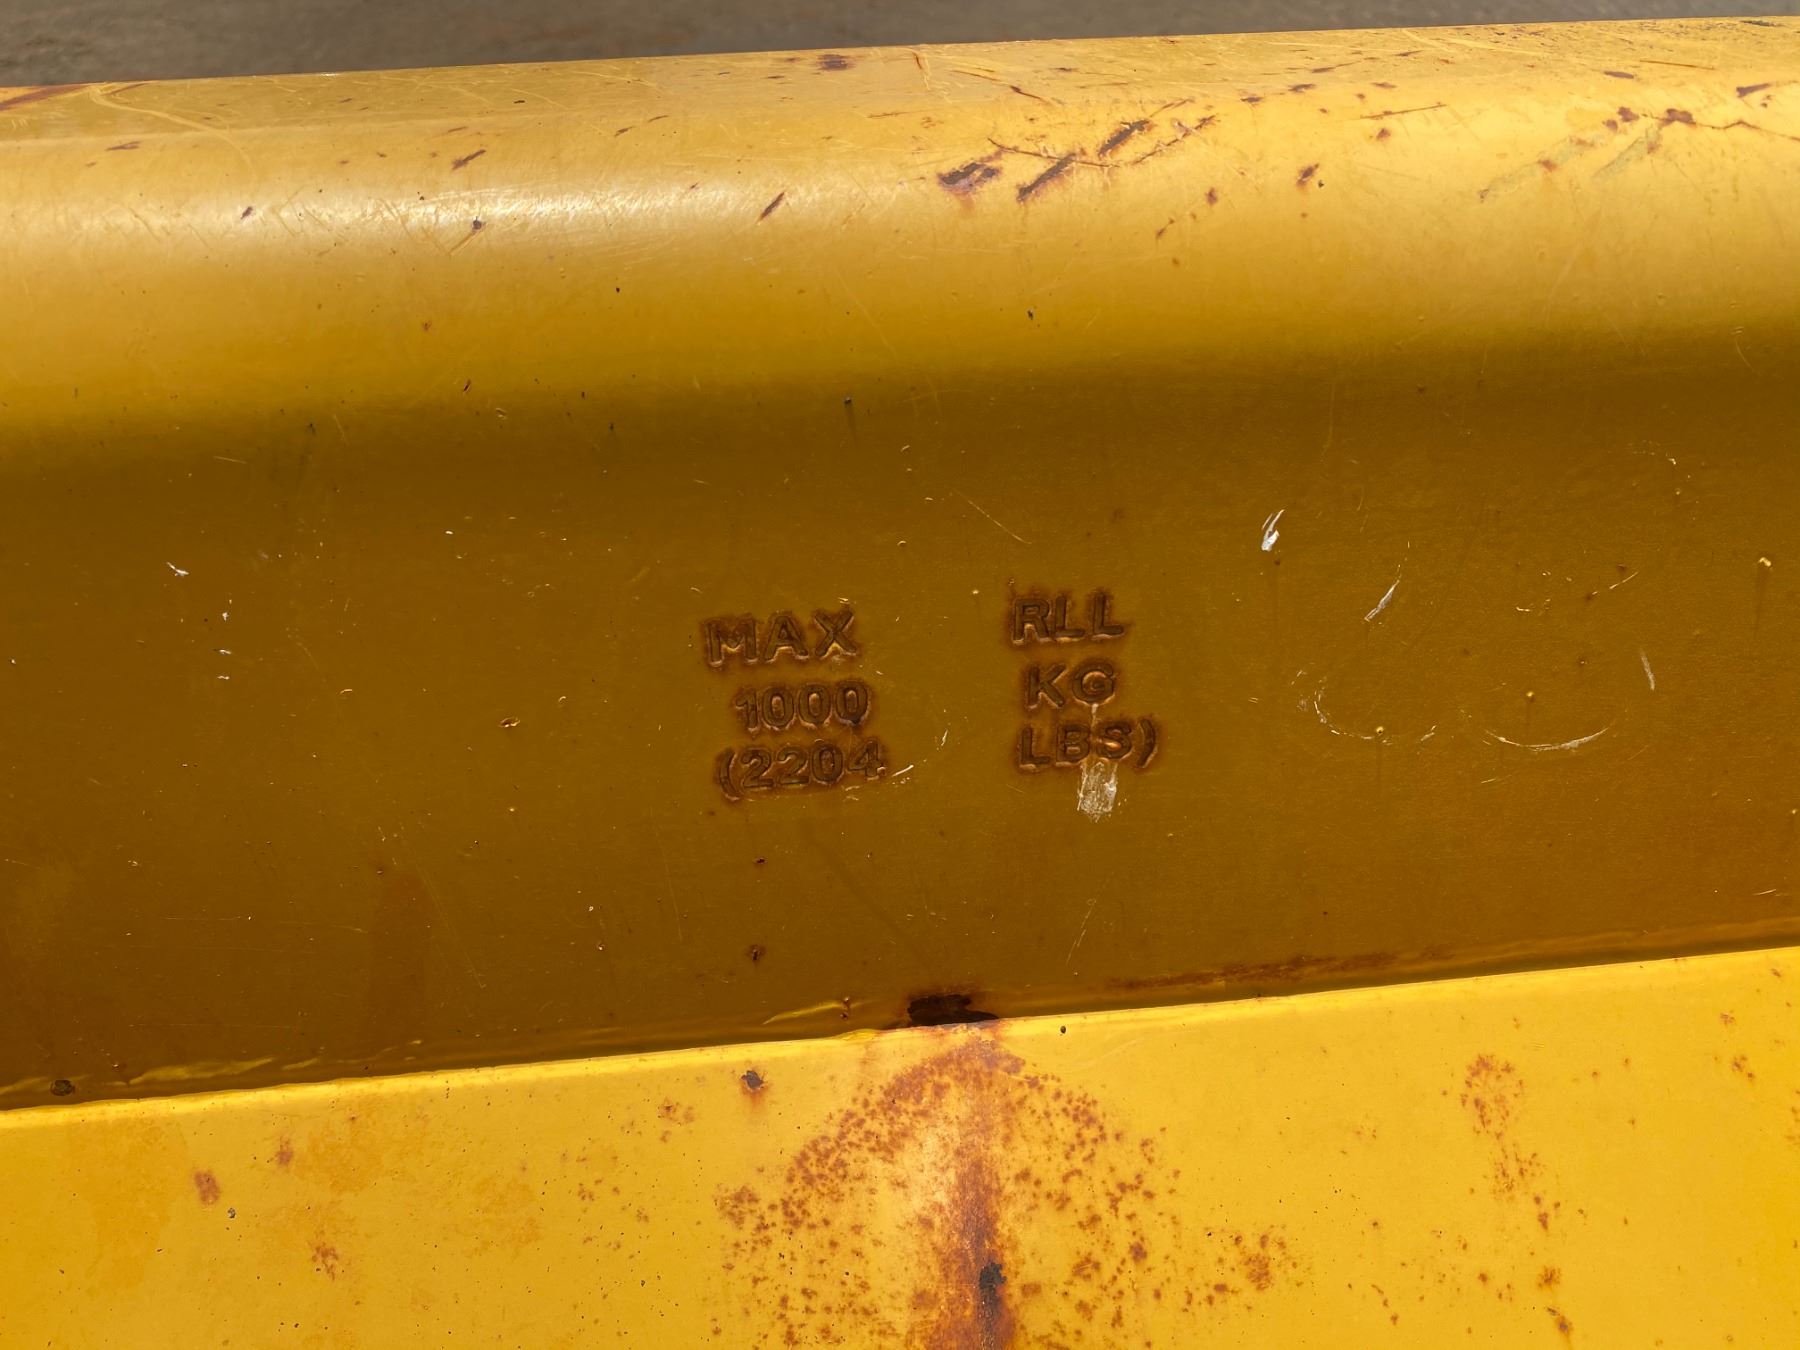 MAX RLL
1000 KG
(2204 LBS)